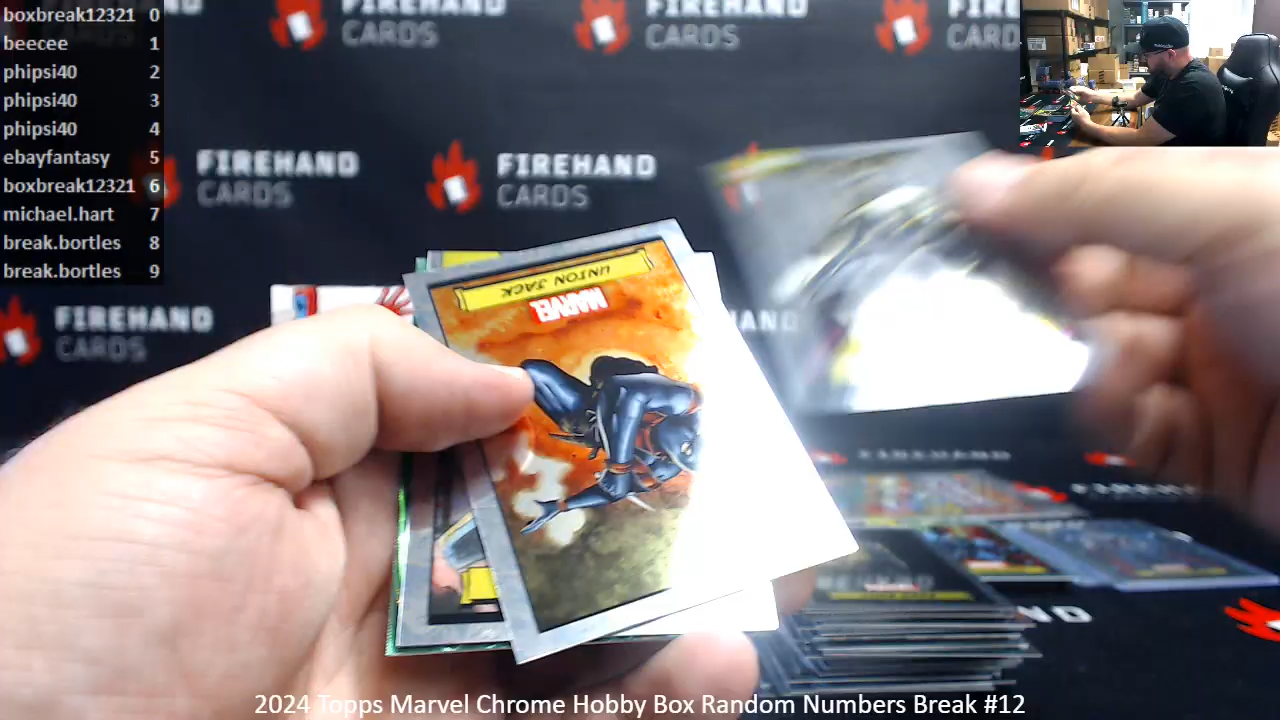 boxbreak12321 0
beecee 1
phipsi40 2
phipsi40 3
phipsi40 4
ebayfantasy 5
boxbreak12321 6
michael.hart 7
break.bortles 8
break.bortles 9
FIREHAND
CARDS
FIREHAND
CARDS
FIRE
CARDS
FIREHAND
CARDS
FIREHAND
CARDS
FIREHAND
CARDS
UNION JACK
MARVEL
2024 Topps Marvel Chrome Hobby Box Random Numbers Break #12